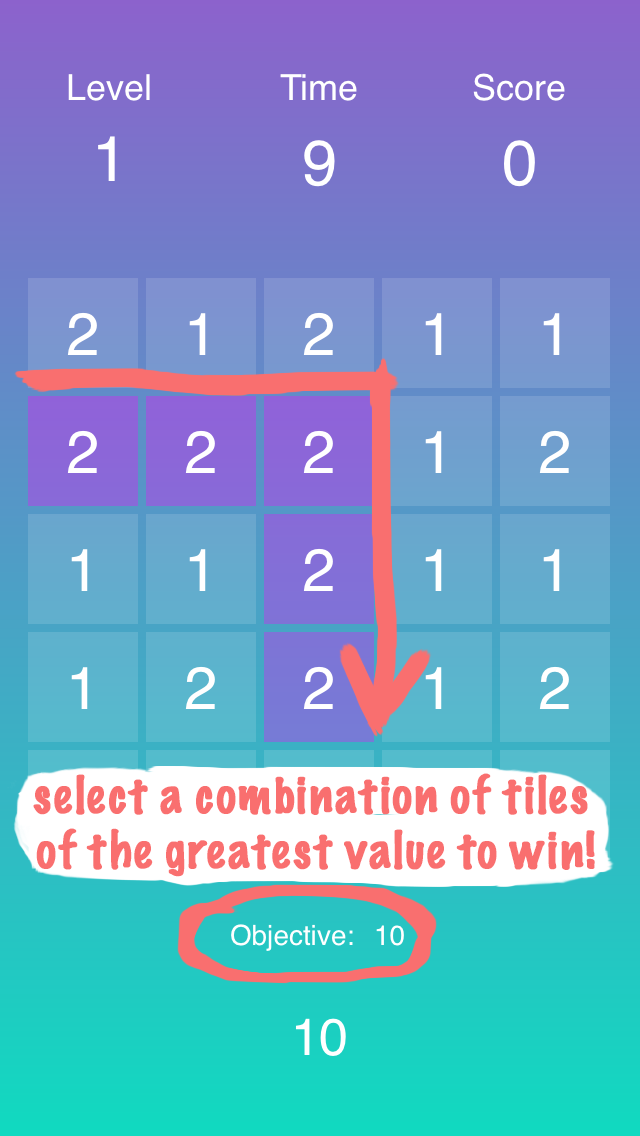 Level Time Score
1 9 0
2 1 2 1 1
2 2 2 1 2
1 1 2 1 1
1 2 2 1 2
select a combination of tiles
of the greatest value to win!
Objective: 10
10